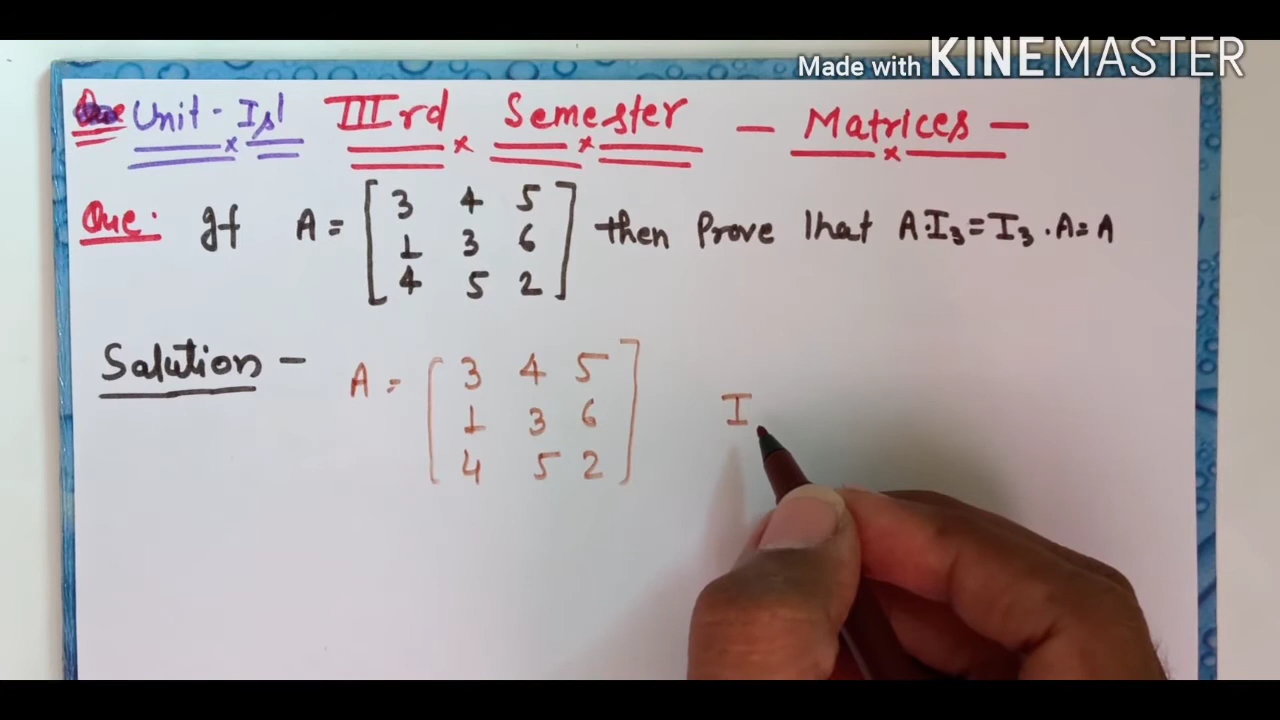 Made with KINEMASTER
Unit - Ist IIIrd Semester - Matrices -
Que. If A = [3 4 5 then Prove that A.I3 = I3 . A = A
1 3 6
4 5 2]
Salution - A = [3 4 5
1 3 6
4 5 2]
I